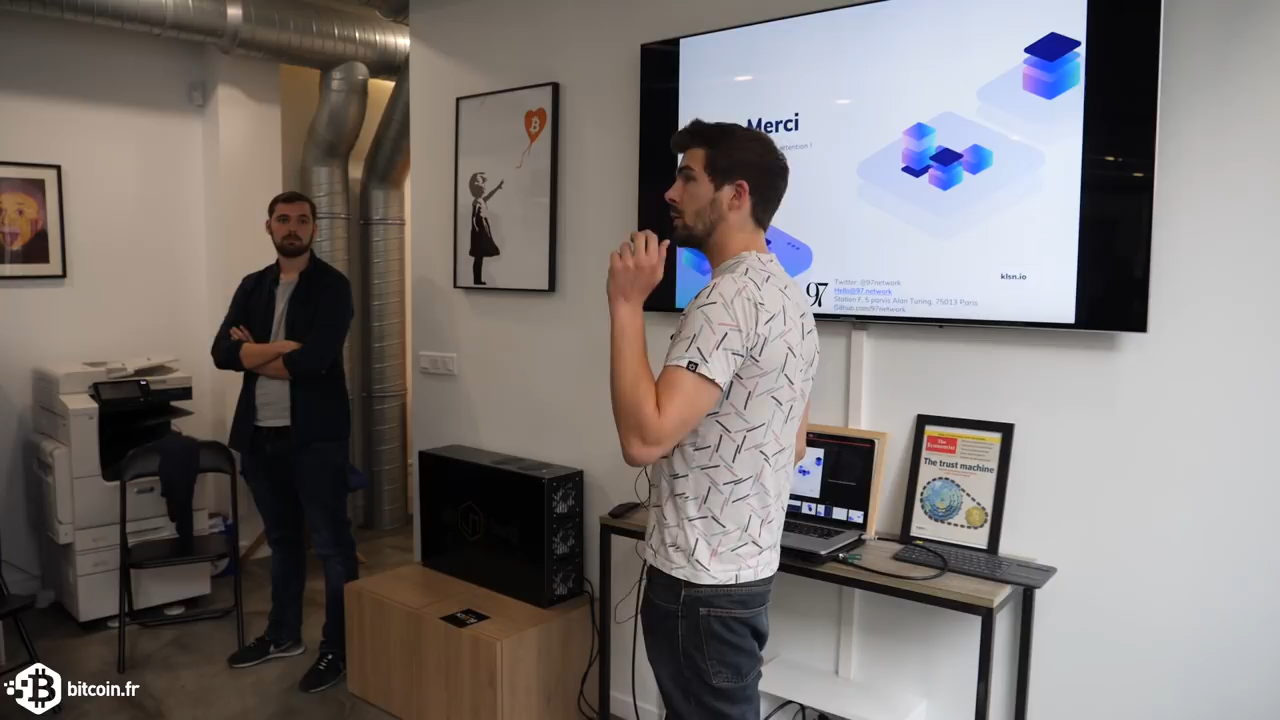 Merci
attention !
klsn.io
97
Twitter: @97network
Hello@97.network
Station F, 5 parvis Alan Turing, 75013 Paris
Github.com/97network
The
Economist
The trust machine
bitcoin.fr